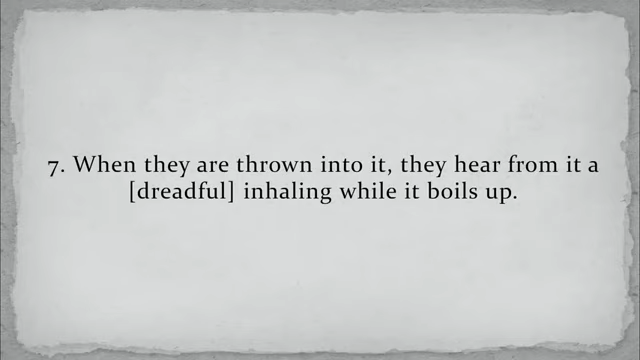 7. When they are thrown into it, they hear from it a
[dreadful] inhaling while it boils up.